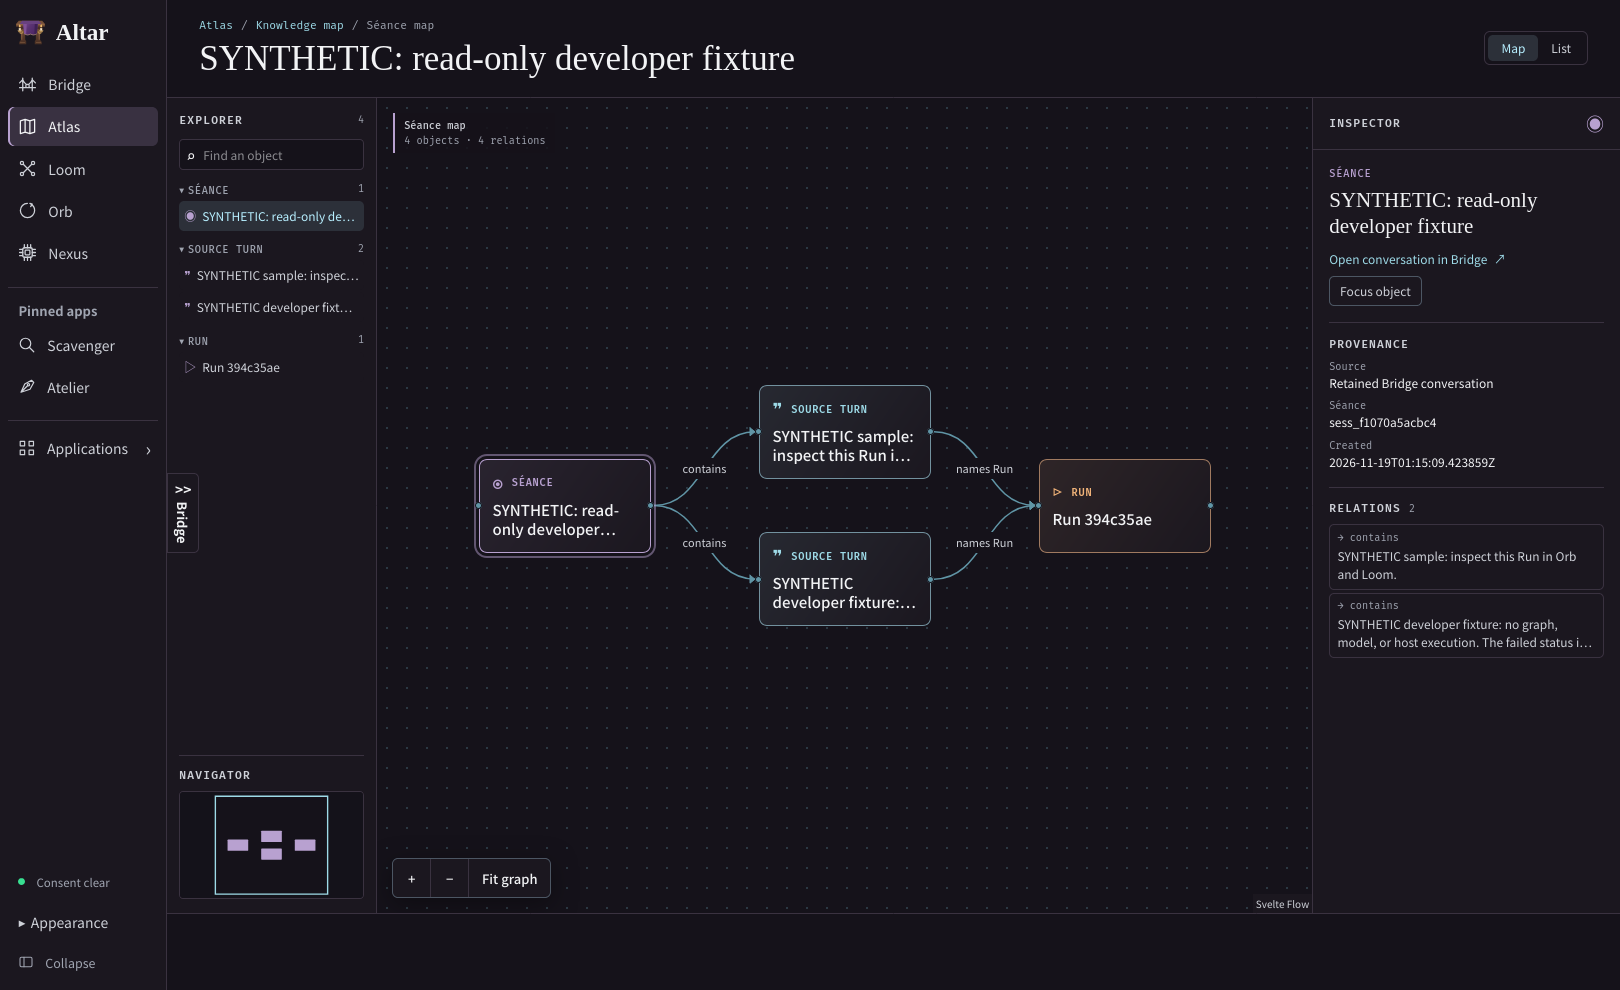 Altar
Bridge
Atlas
Loom
Orb
Nexus
Pinned apps
Scavenger
Atelier
Applications
Consent clear
Appearance
Collapse
Atlas / Knowledge map / Séance map
SYNTHETIC: read-only developer fixture
Map
List
EXPLORER 4
Find an object
SÉANCE 1
SYNTHETIC: read-only de…
SOURCE TURN 2
SYNTHETIC sample: inspec…
SYNTHETIC developer fixt…
RUN 1
Run 394c35ae
>> Bridge
NAVIGATOR
Séance map
4 objects · 4 relations
SÉANCE
SYNTHETIC: read-
only developer…
contains
contains
SOURCE TURN
SYNTHETIC sample:
inspect this Run i…
SOURCE TURN
SYNTHETIC
developer fixture:…
names Run
names Run
RUN
Run 394c35ae
+
−
Fit graph
Svelte Flow
INSPECTOR
SÉANCE
SYNTHETIC: read-only
developer fixture
Open conversation in Bridge ↗
Focus object
PROVENANCE
Source
Retained Bridge conversation
Séance
sess_f1070a5acbc4
Created
2026-11-19T01:15:09.423859Z
RELATIONS 2
→ contains
SYNTHETIC sample: inspect this Run in Orb
and Loom.
→ contains
SYNTHETIC developer fixture: no graph,
model, or host execution. The failed status i…